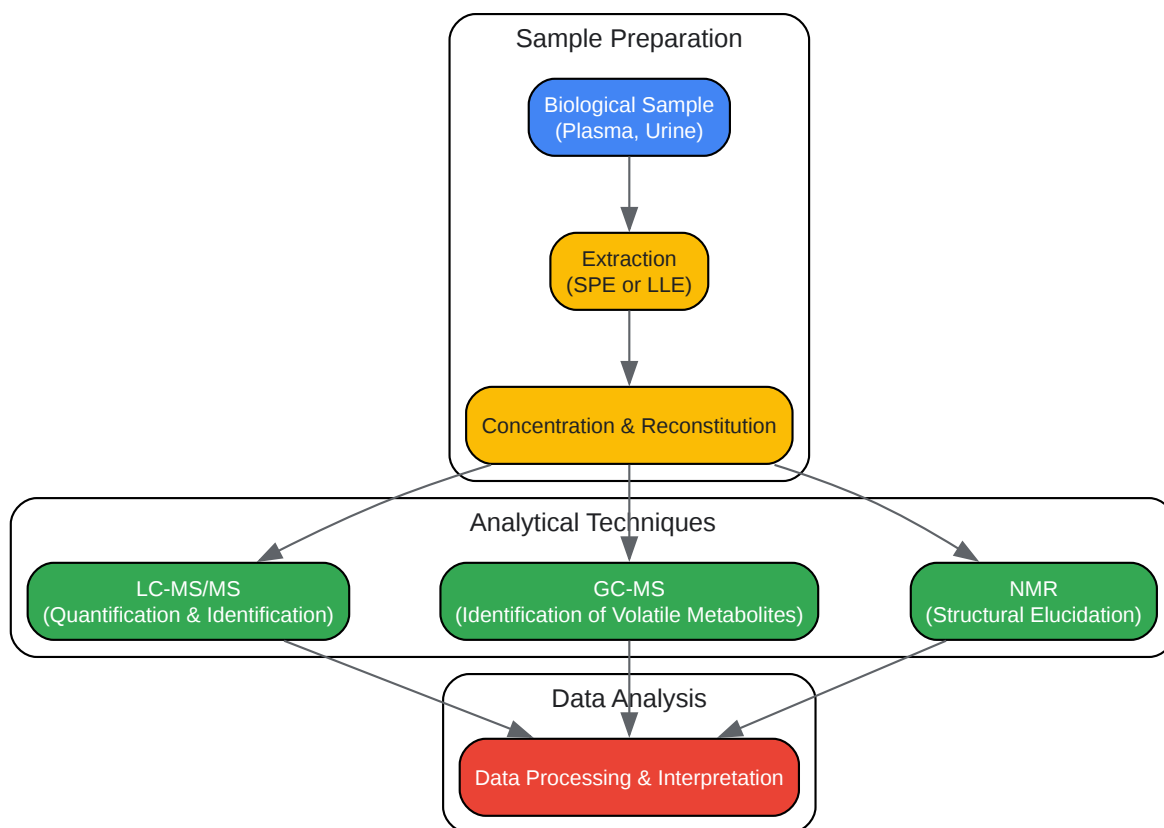 Sample Preparation
Biological Sample
(Plasma, Urine)
Extraction
(SPE or LLE)
Concentration & Reconstitution
Analytical Techniques
LC-MS/MS
(Quantification & Identification)
GC-MS
(Identification of Volatile Metabolites)
NMR
(Structural Elucidation)
Data Analysis
Data Processing & Interpretation